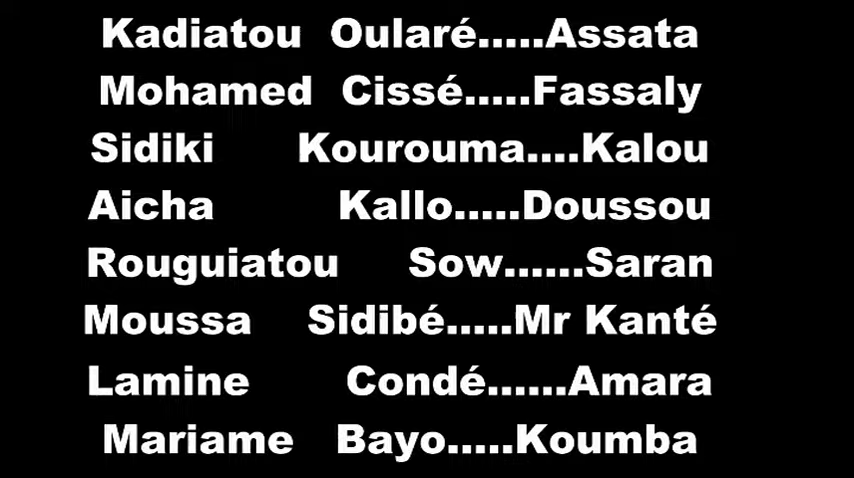 Kadiatou Oularé.....Assata
Mohamed Cissé.....Fassaly
Sidiki Kourouma....Kalou
Aicha Kallo.....Doussou
Rouguiatou Sow......Saran
Moussa Sidibé.....Mr Kanté
Lamine Condé......Amara
Mariame Bayo.....Koumba